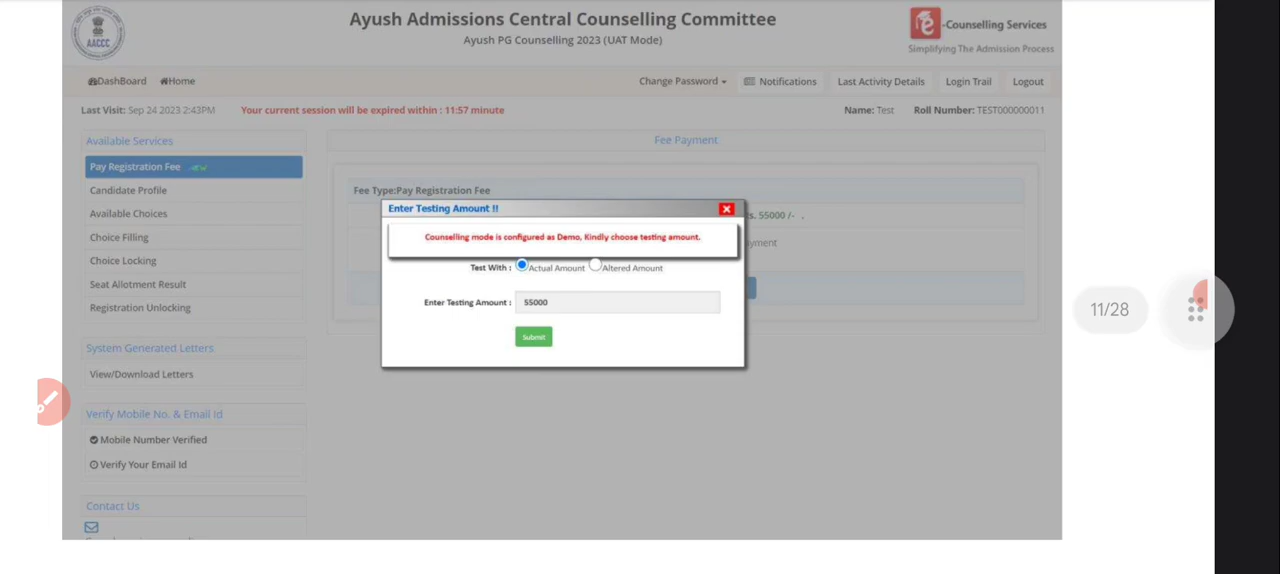 Ayush Admissions Central Counselling Committee
Ayush PG Counselling 2023 (UAT Mode)
AACCC
e -Counselling Services
Simplifying The Admission Process
DashBoard Home Change Password Notifications Last Activity Details Login Trail Logout
Last Visit: Sep 24 2023 2:43PM Your current session will be expired within : 11:57 minute Name: Test Roll Number: TEST000000011
Available Services
Pay Registration Fee
Candidate Profile
Available Choices
Choice Filling
Choice Locking
Seat Allotment Result
Registration Unlocking
System Generated Letters
View/Download Letters
Verify Mobile No. & Email Id
Mobile Number Verified
Verify Your Email Id
Contact Us
Fee Payment
Fee Type:Pay Registration Fee
s. 55000 /- .
yment
Enter Testing Amount !!
Counselling mode is configured as Demo, Kindly choose testing amount.
Test With : Actual Amount Altered Amount
Enter Testing Amount : 55000
Submit
11/28